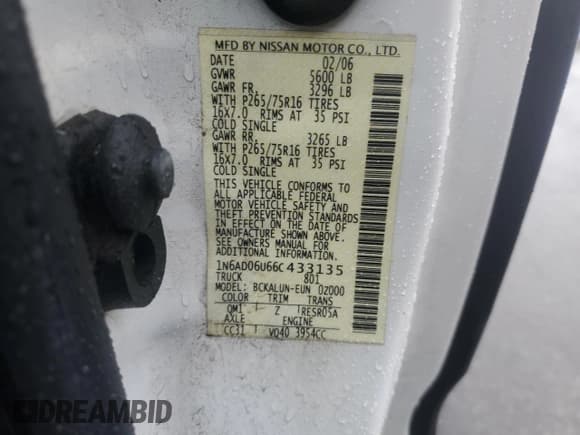 MFD BY NISSAN MOTOR CO., LTD.
DATE 02/06
GVWR 5600 LB
GAWR FR. 3296 LB
WITH P265/75R16 TIRES
16X7.0 RIMS AT 35 PSI
COLD SINGLE
GAWR RR. 3265 LB
WITH P265/75R16 TIRES
16X7.0 RIMS AT 35 PSI
COLD SINGLE
THIS VEHICLE CONFORMS TO
ALL APPLICABLE FEDERAL
MOTOR VEHICLE SAFETY AND
THEFT PREVENTION STANDARDS
IN EFFECT ON THE DATE OF
MANUFACTURE SHOWN ABOVE.
SEE OWNERS MANUAL FOR
ADDITIONAL INFORMATION
1N6AD06U66C433135
TRUCK 801
MODEL: BCKALUN-EUN 0Z000
COLOR TRIM TRANS
QM1 Z RE5R05A
AXLE ENGINE
CC31 VQ40 3954CC
DREAMBID